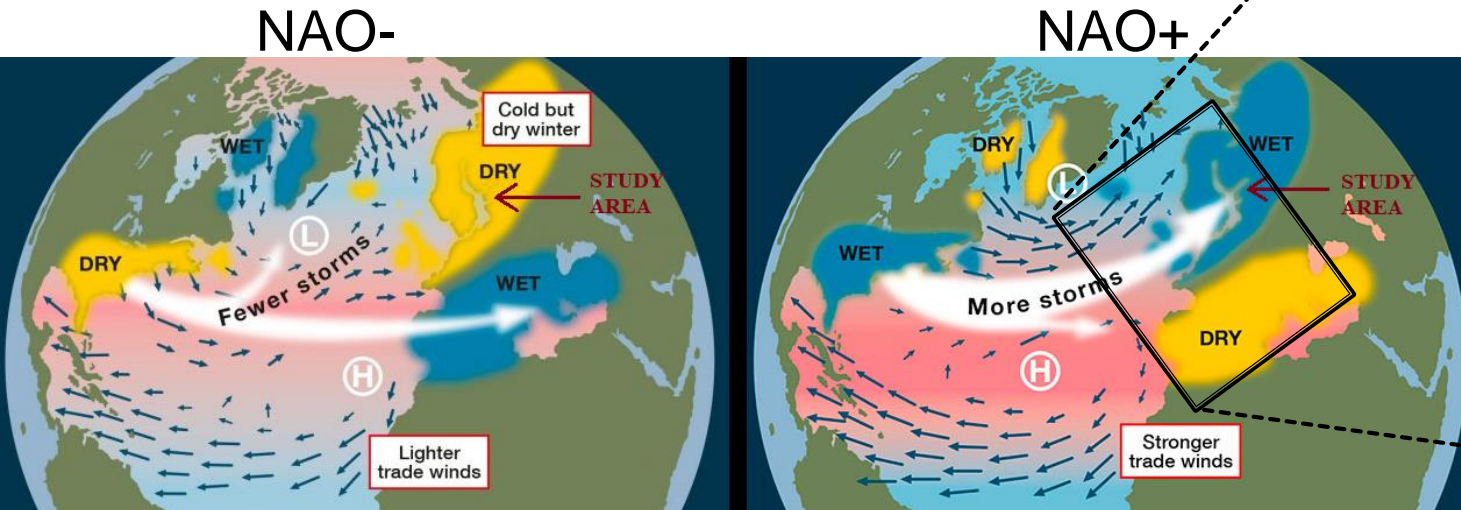 NAO-
NAO+
Cold but
dry winter
WET
DRY
STUDY
AREA
L
DRY
Fewer storms
WET
H
Lighter
trade winds
DRY
WET
L
STUDY
AREA
WET
More storms
DRY
H
Stronger
trade winds